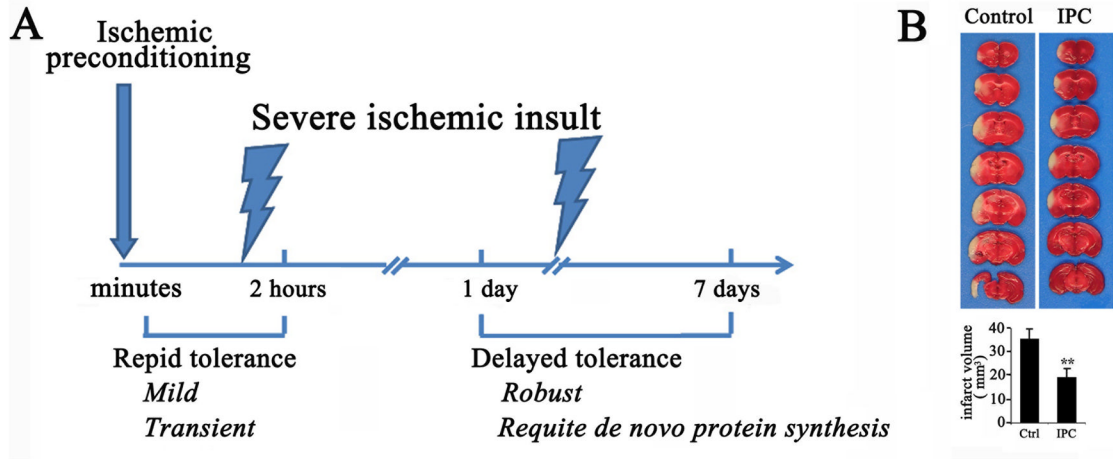 A
Ischemic
preconditioning
Severe ischemic insult
minutes
2 hours
1 day
7 days
Repid tolerance
Mild
Transient
Delayed tolerance
Robust
Requite de novo protein synthesis
B
Control IPC
infarct volume
( mm³)
40
30
20
10
0
**
Ctrl IPC